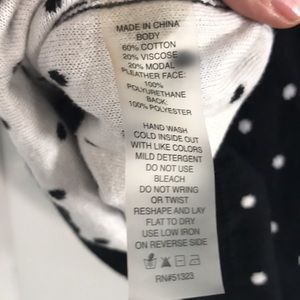 MADE IN CHINA
BODY
60% COTTON
20% VISCOSE
20% MODAL
PLEATHER FACE:
100%
POLYURETHANE
BACK:
100% POLYESTER
HAND WASH
COLD INSIDE OUT
WITH LIKE COLORS
MILD DETERGENT
DO NOT USE
BLEACH
DO NOT WRING
OR TWIST
RESHAPE AND LAY
FLAT TO DRY
USE LOW IRON
ON REVERSE SIDE
RN#51323